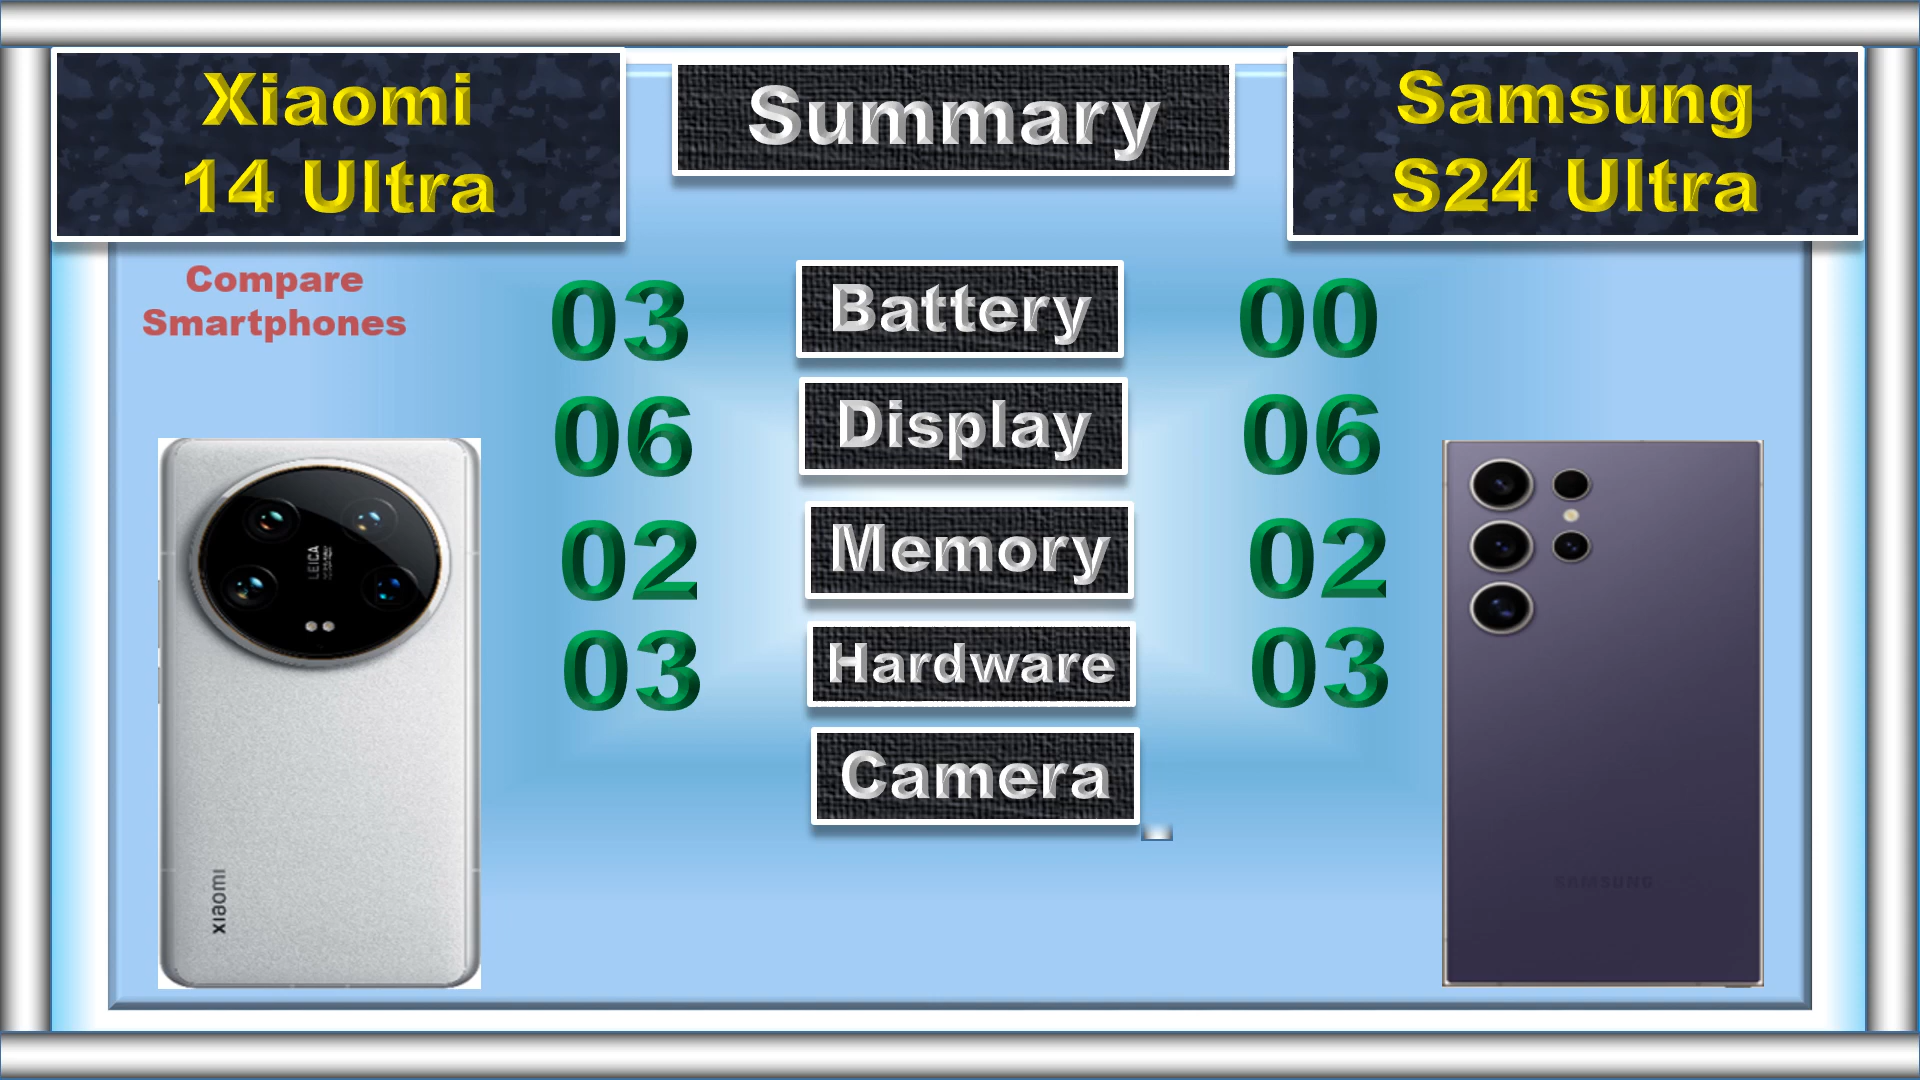 Xiaomi
14 Ultra
Summary
Samsung
S24 Ultra
Compare
Smartphones
03 Battery 00
06 Display 06
02 Memory 02
03 Hardware 03
Camera
LEICA
xiaomi
SAMSUNG